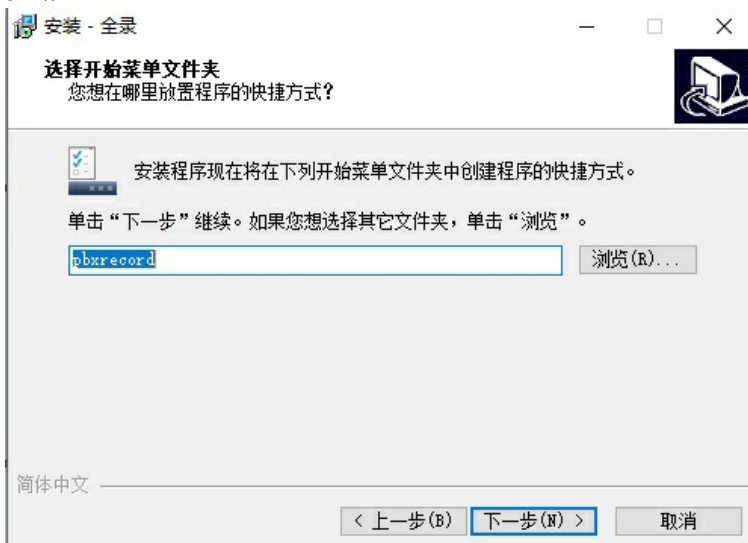 安装 - 全录
选择开始菜单文件夹
您想在哪里放置程序的快捷方式?
安装程序现在将在下列开始菜单文件夹中创建程序的快捷方式。
单击“下一步”继续。如果您想选择其它文件夹，单击“浏览”。
pbxrecord
浏览(R)...
简体中文
< 上一步(B)
下一步(N) >
取消